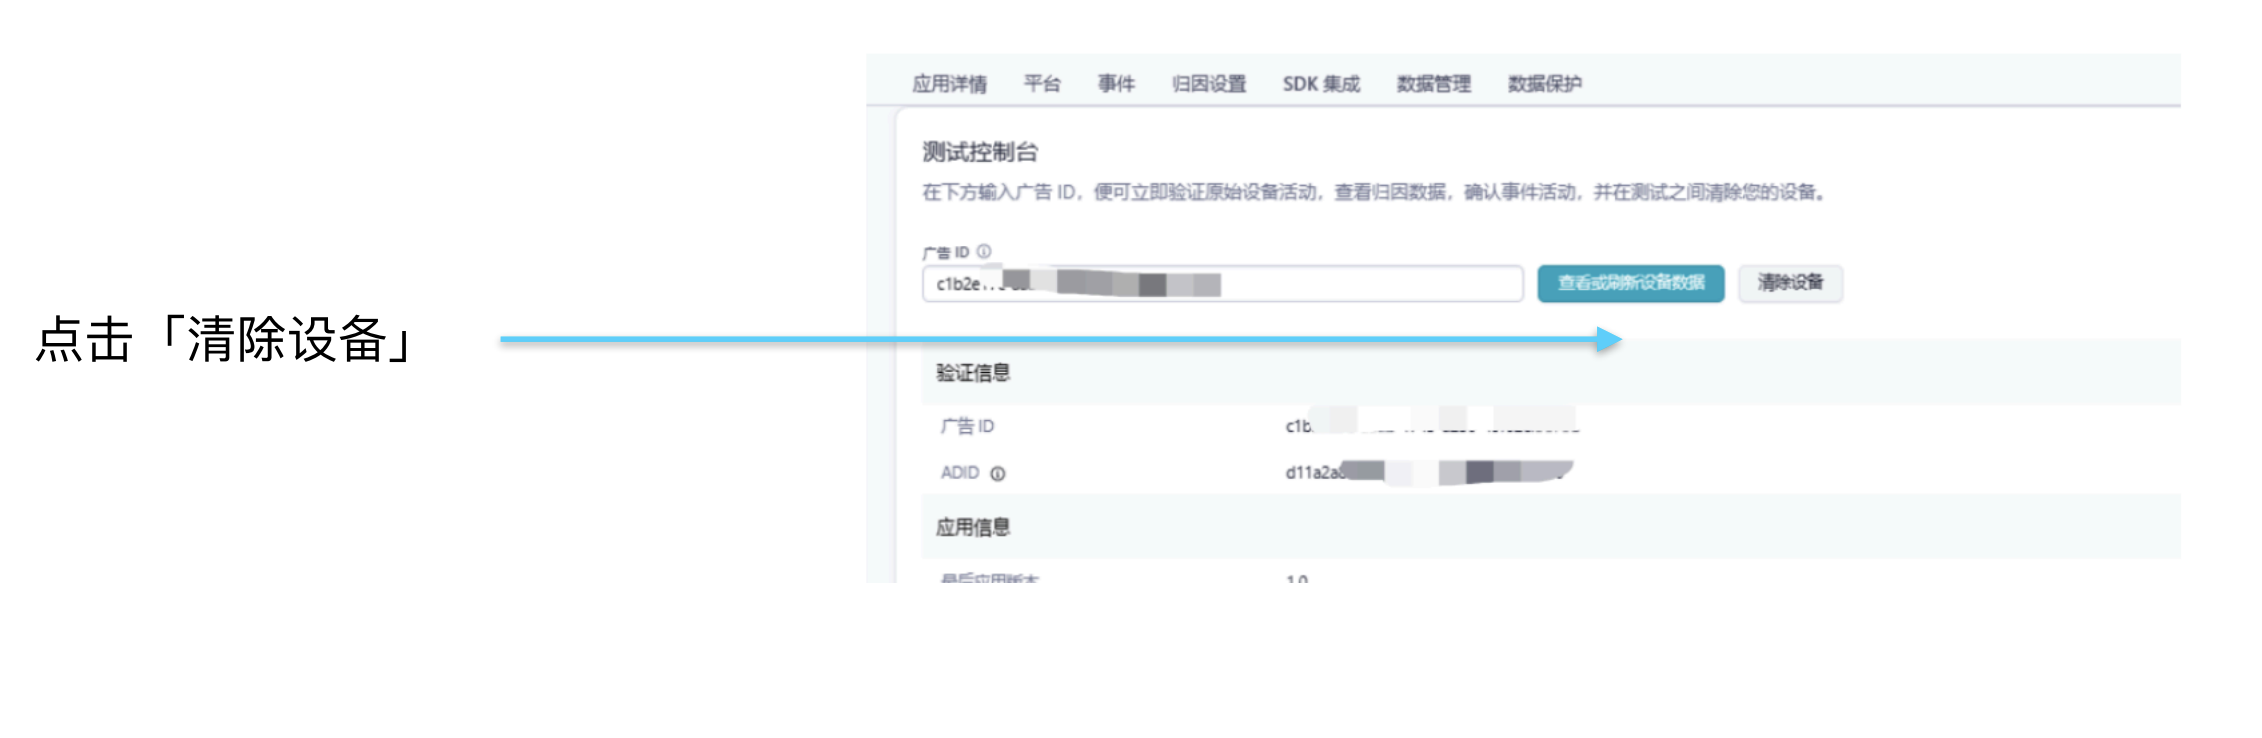 应用详情 平台 事件 归因设置 SDK 集成 数据管理 数据保护
测试控制台
在下方输入广告 ID，便可立即验证原始设备活动，查看归因数据，确认事件活动，并在测试之间清除您的设备。
广告 ID
c1b2e
查看或刷新设备数据 清除设备
点击「清除设备」
验证信息
广告 ID c1b
ADID d11a2a
应用信息
最后应用版本 1.0